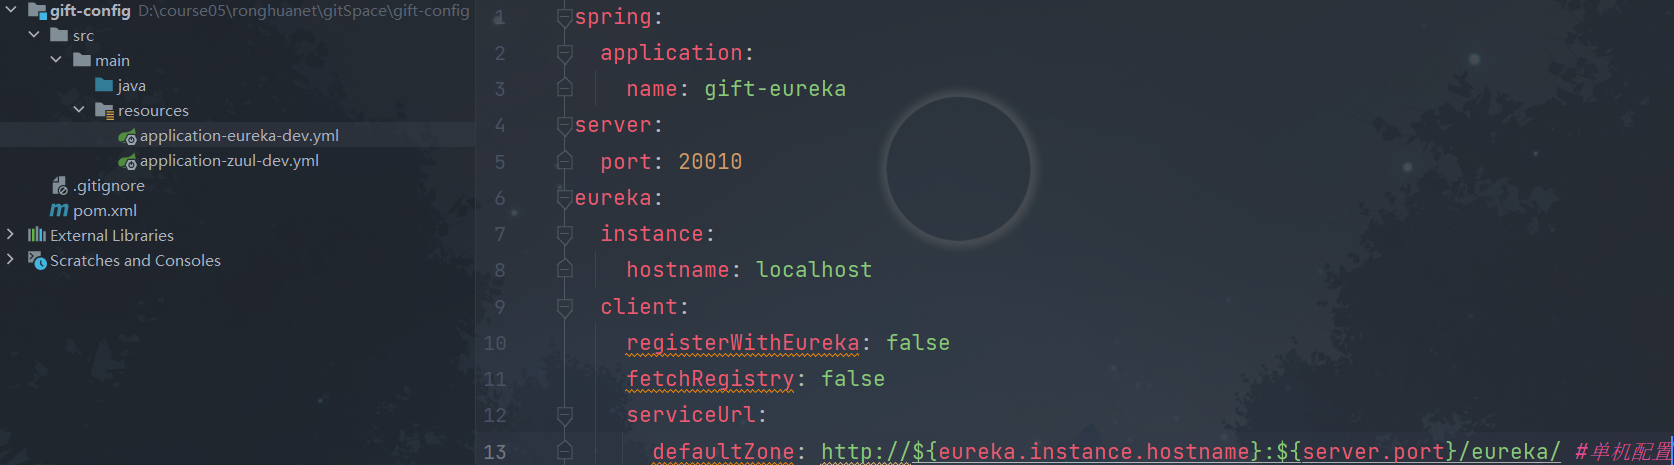 gift-config D:\course05\ronghuanet\gitSpace\gift-config
src
main
java
resources
application-eureka-dev.yml
application-zuul-dev.yml
.gitignore
pom.xml
External Libraries
Scratches and Consoles
1 spring:
2 application:
3 name: gift-eureka
4 server:
5 port: 20010
6 eureka:
7 instance:
8 hostname: localhost
9 client:
10 registerWithEureka: false
11 fetchRegistry: false
12 serviceUrl:
13 defaultZone: http://${eureka.instance.hostname}:${server.port}/eureka/ #单机配置